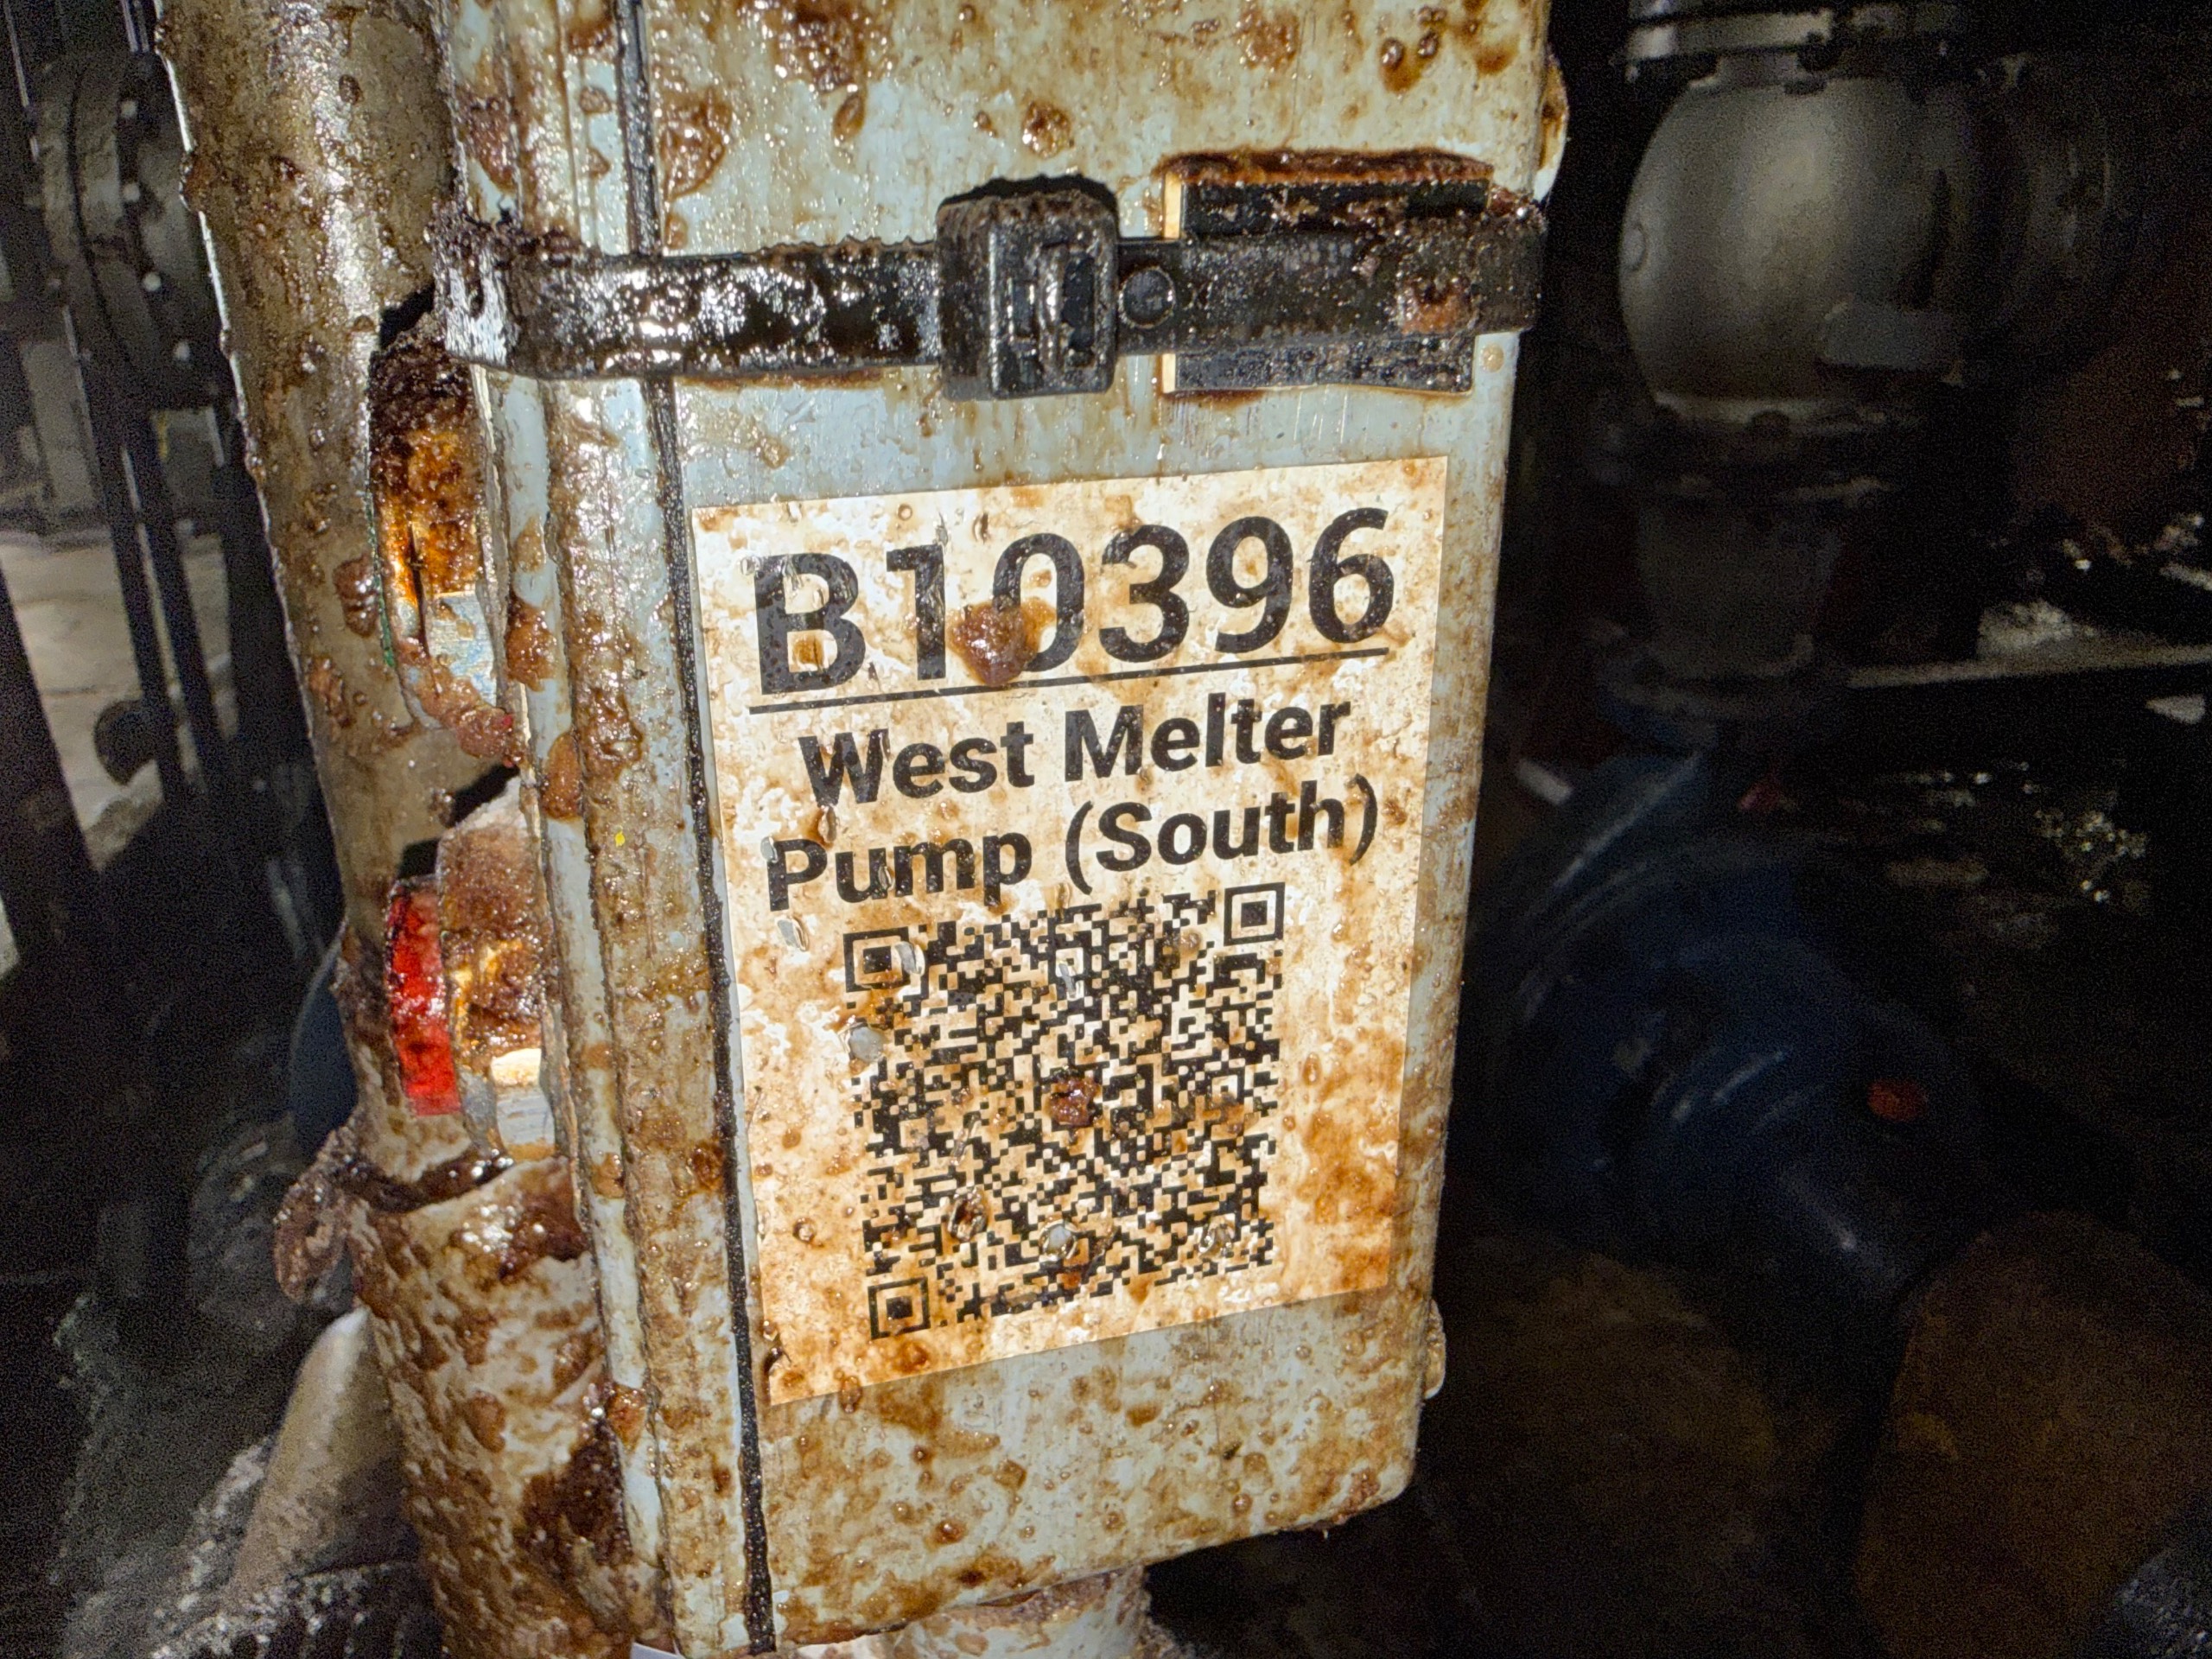 B10396
West Melter
Pump (South)